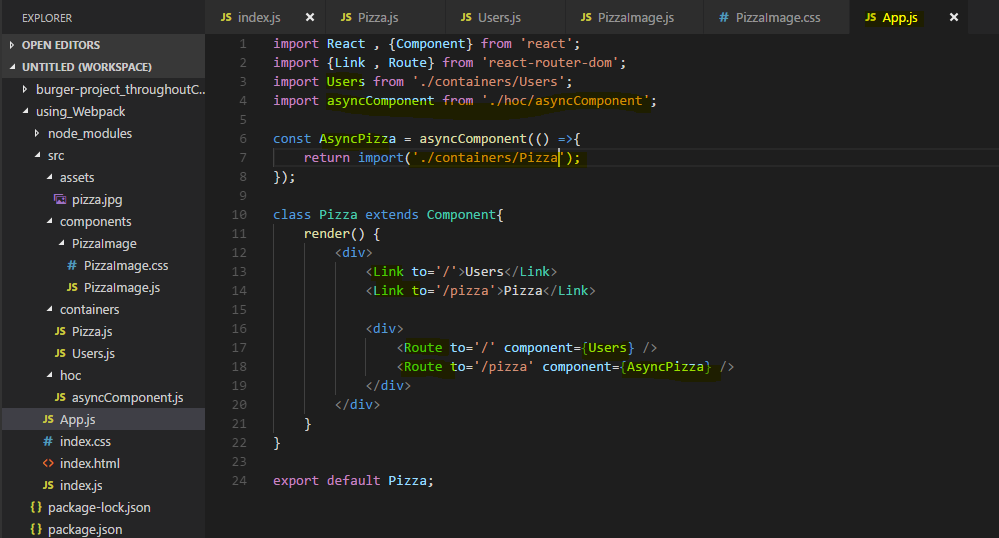 EXPLORER
JS index.js ×
JS Pizza.js
JS Users.js
JS PizzaImage.js
# PizzaImage.css
JS App.js ×
OPEN EDITORS
UNTITLED (WORKSPACE)
burger-project_throughoutC...
using_Webpack
node_modules
src
assets
pizza.jpg
components
PizzaImage
# PizzaImage.css
JS PizzaImage.js
containers
JS Pizza.js
JS Users.js
hoc
JS asyncComponent.js
JS App.js
# index.css
<> index.html
JS index.js
{} package-lock.json
{} package.json
1 import React , {Component} from 'react';
2 import {Link , Route} from 'react-router-dom';
3 import Users from './containers/Users';
4 import asyncComponent from './hoc/asyncComponent';
5
6 const AsyncPizza = asyncComponent(() =>{
7     return import('./containers/Pizza');
8 });
9
10 class Pizza extends Component{
11     render() {
12         <div>
13             <Link to='/'>Users</Link>
14             <Link to='/pizza'>Pizza</Link>
15
16             <div>
17                 <Route to='/' component={Users} />
18                 <Route to='/pizza' component={AsyncPizza} />
19             </div>
20         </div>
21     }
22 }
23
24 export default Pizza;